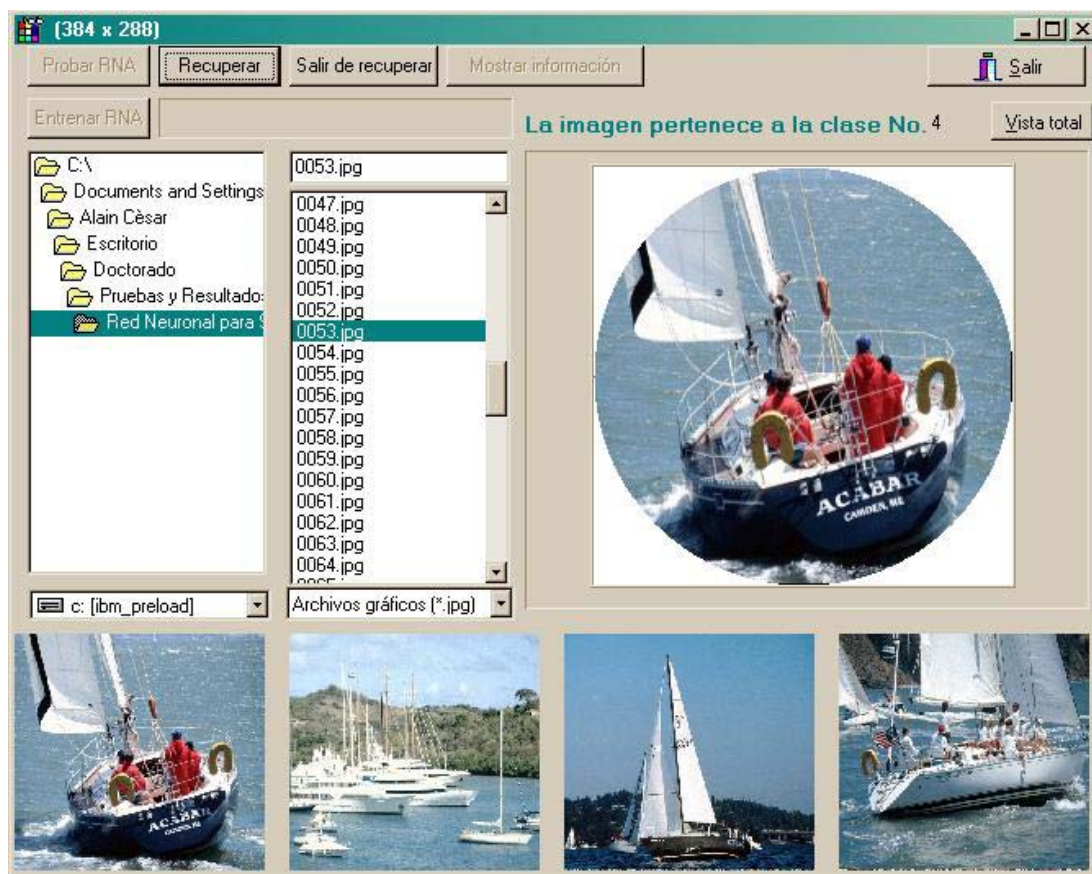 (384 x 288)
Probar RNA Recuperar Salir de recuperar Mostrar información Salir
Entrenar RNA La imagen pertenece a la clase No. 4 Vista total
C:\
Documents and Settings
Alain Cèsar
Escritorio
Doctorado
Pruebas y Resultado
Red Neuronal para
c: [ibm_preload]
0053.jpg
0047.jpg
0048.jpg
0049.jpg
0050.jpg
0051.jpg
0052.jpg
0053.jpg
0054.jpg
0055.jpg
0056.jpg
0057.jpg
0058.jpg
0059.jpg
0060.jpg
0061.jpg
0062.jpg
0063.jpg
0064.jpg
Archivos gráficos (*.jpg)
ACABAR
CAMDEN, ME
ACABAR
CAMDEN, ME